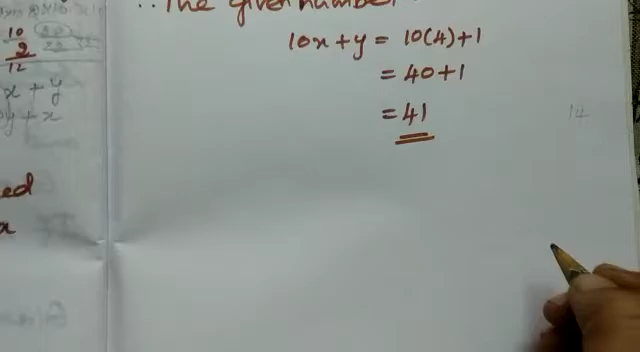 ∴ The given number
10x + y = 10(4)+1
= 40+1
= 41
10
2
12
x + y
y + x
ed
x
14